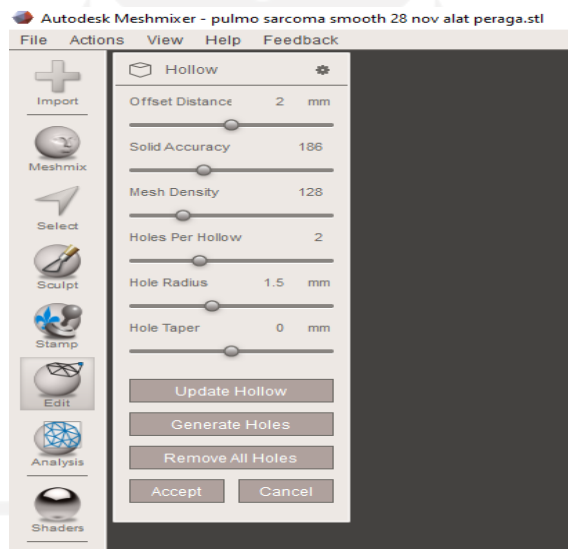 Autodesk Meshmixer - pulmo sarcoma smooth 28 nov alat peraga.stl
File Actions View Help Feedback
Import
Meshmix
Select
Sculpt
Stamp
Edit
Analysis
Shaders
Hollow
Offset Distance 2 mm
Solid Accuracy 186
Mesh Density 128
Holes Per Hollow 2
Hole Radius 1.5 mm
Hole Taper 0 mm
Update Hollow
Generate Holes
Remove All Holes
Accept Cancel